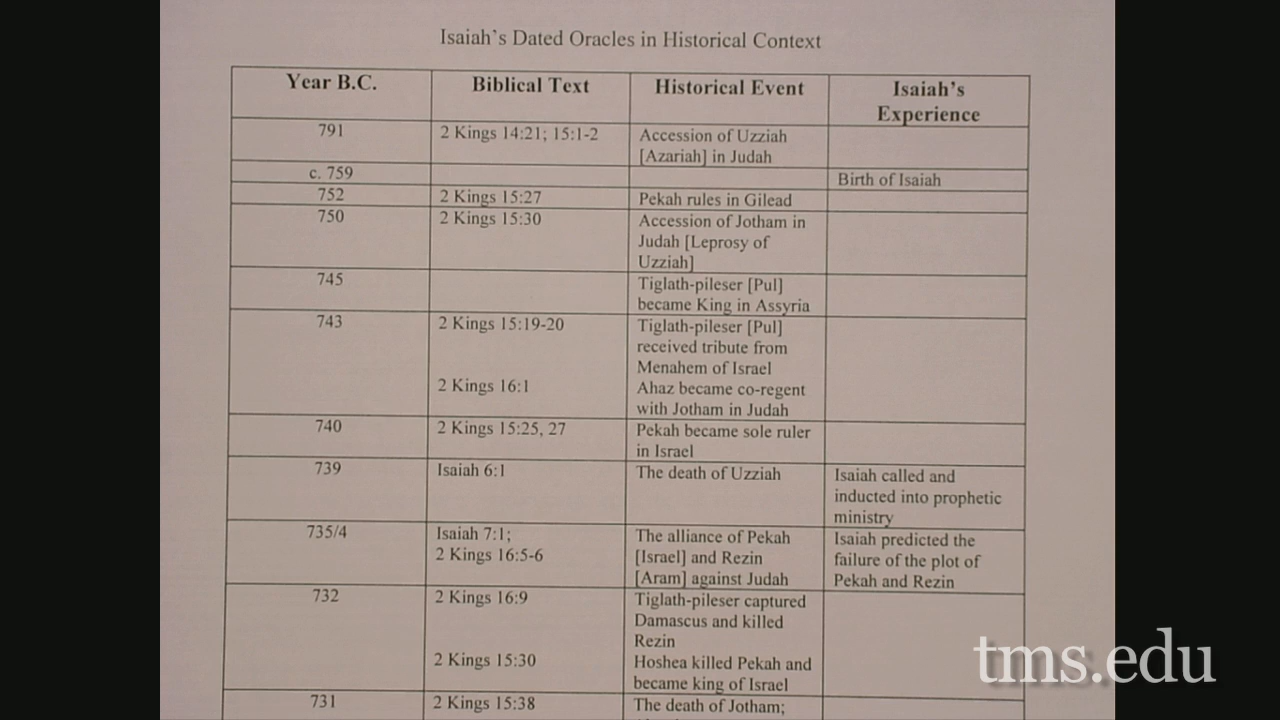 Isaiah's Dated Oracles in Historical Context
Year B.C. Biblical Text Historical Event Isaiah's
Experience
791 2 Kings 14:21; 15:1-2 Accession of Uzziah
[Azariah] in Judah
c. 759 Birth of Isaiah
752 2 Kings 15:27 Pekah rules in Gilead
750 2 Kings 15:30 Accession of Jotham in
Judah [Leprosy of
Uzziah]
745 Tiglath-pileser [Pul]
became King in Assyria
743 2 Kings 15:19-20 Tiglath-pileser [Pul]
received tribute from
Menahem of Israel
2 Kings 16:1 Ahaz became co-regent
with Jotham in Judah
740 2 Kings 15:25, 27 Pekah became sole ruler
in Israel
739 Isaiah 6:1 The death of Uzziah Isaiah called and
inducted into prophetic
ministry
735/4 Isaiah 7:1; The alliance of Pekah Isaiah predicted the
2 Kings 16:5-6 [Israel] and Rezin failure of the plot of
[Aram] against Judah Pekah and Rezin
732 2 Kings 16:9 Tiglath-pileser captured
Damascus and killed
Rezin
2 Kings 15:30 Hoshea killed Pekah and
became king of Israel
731 2 Kings 15:38 The death of Jotham;
tms.edu